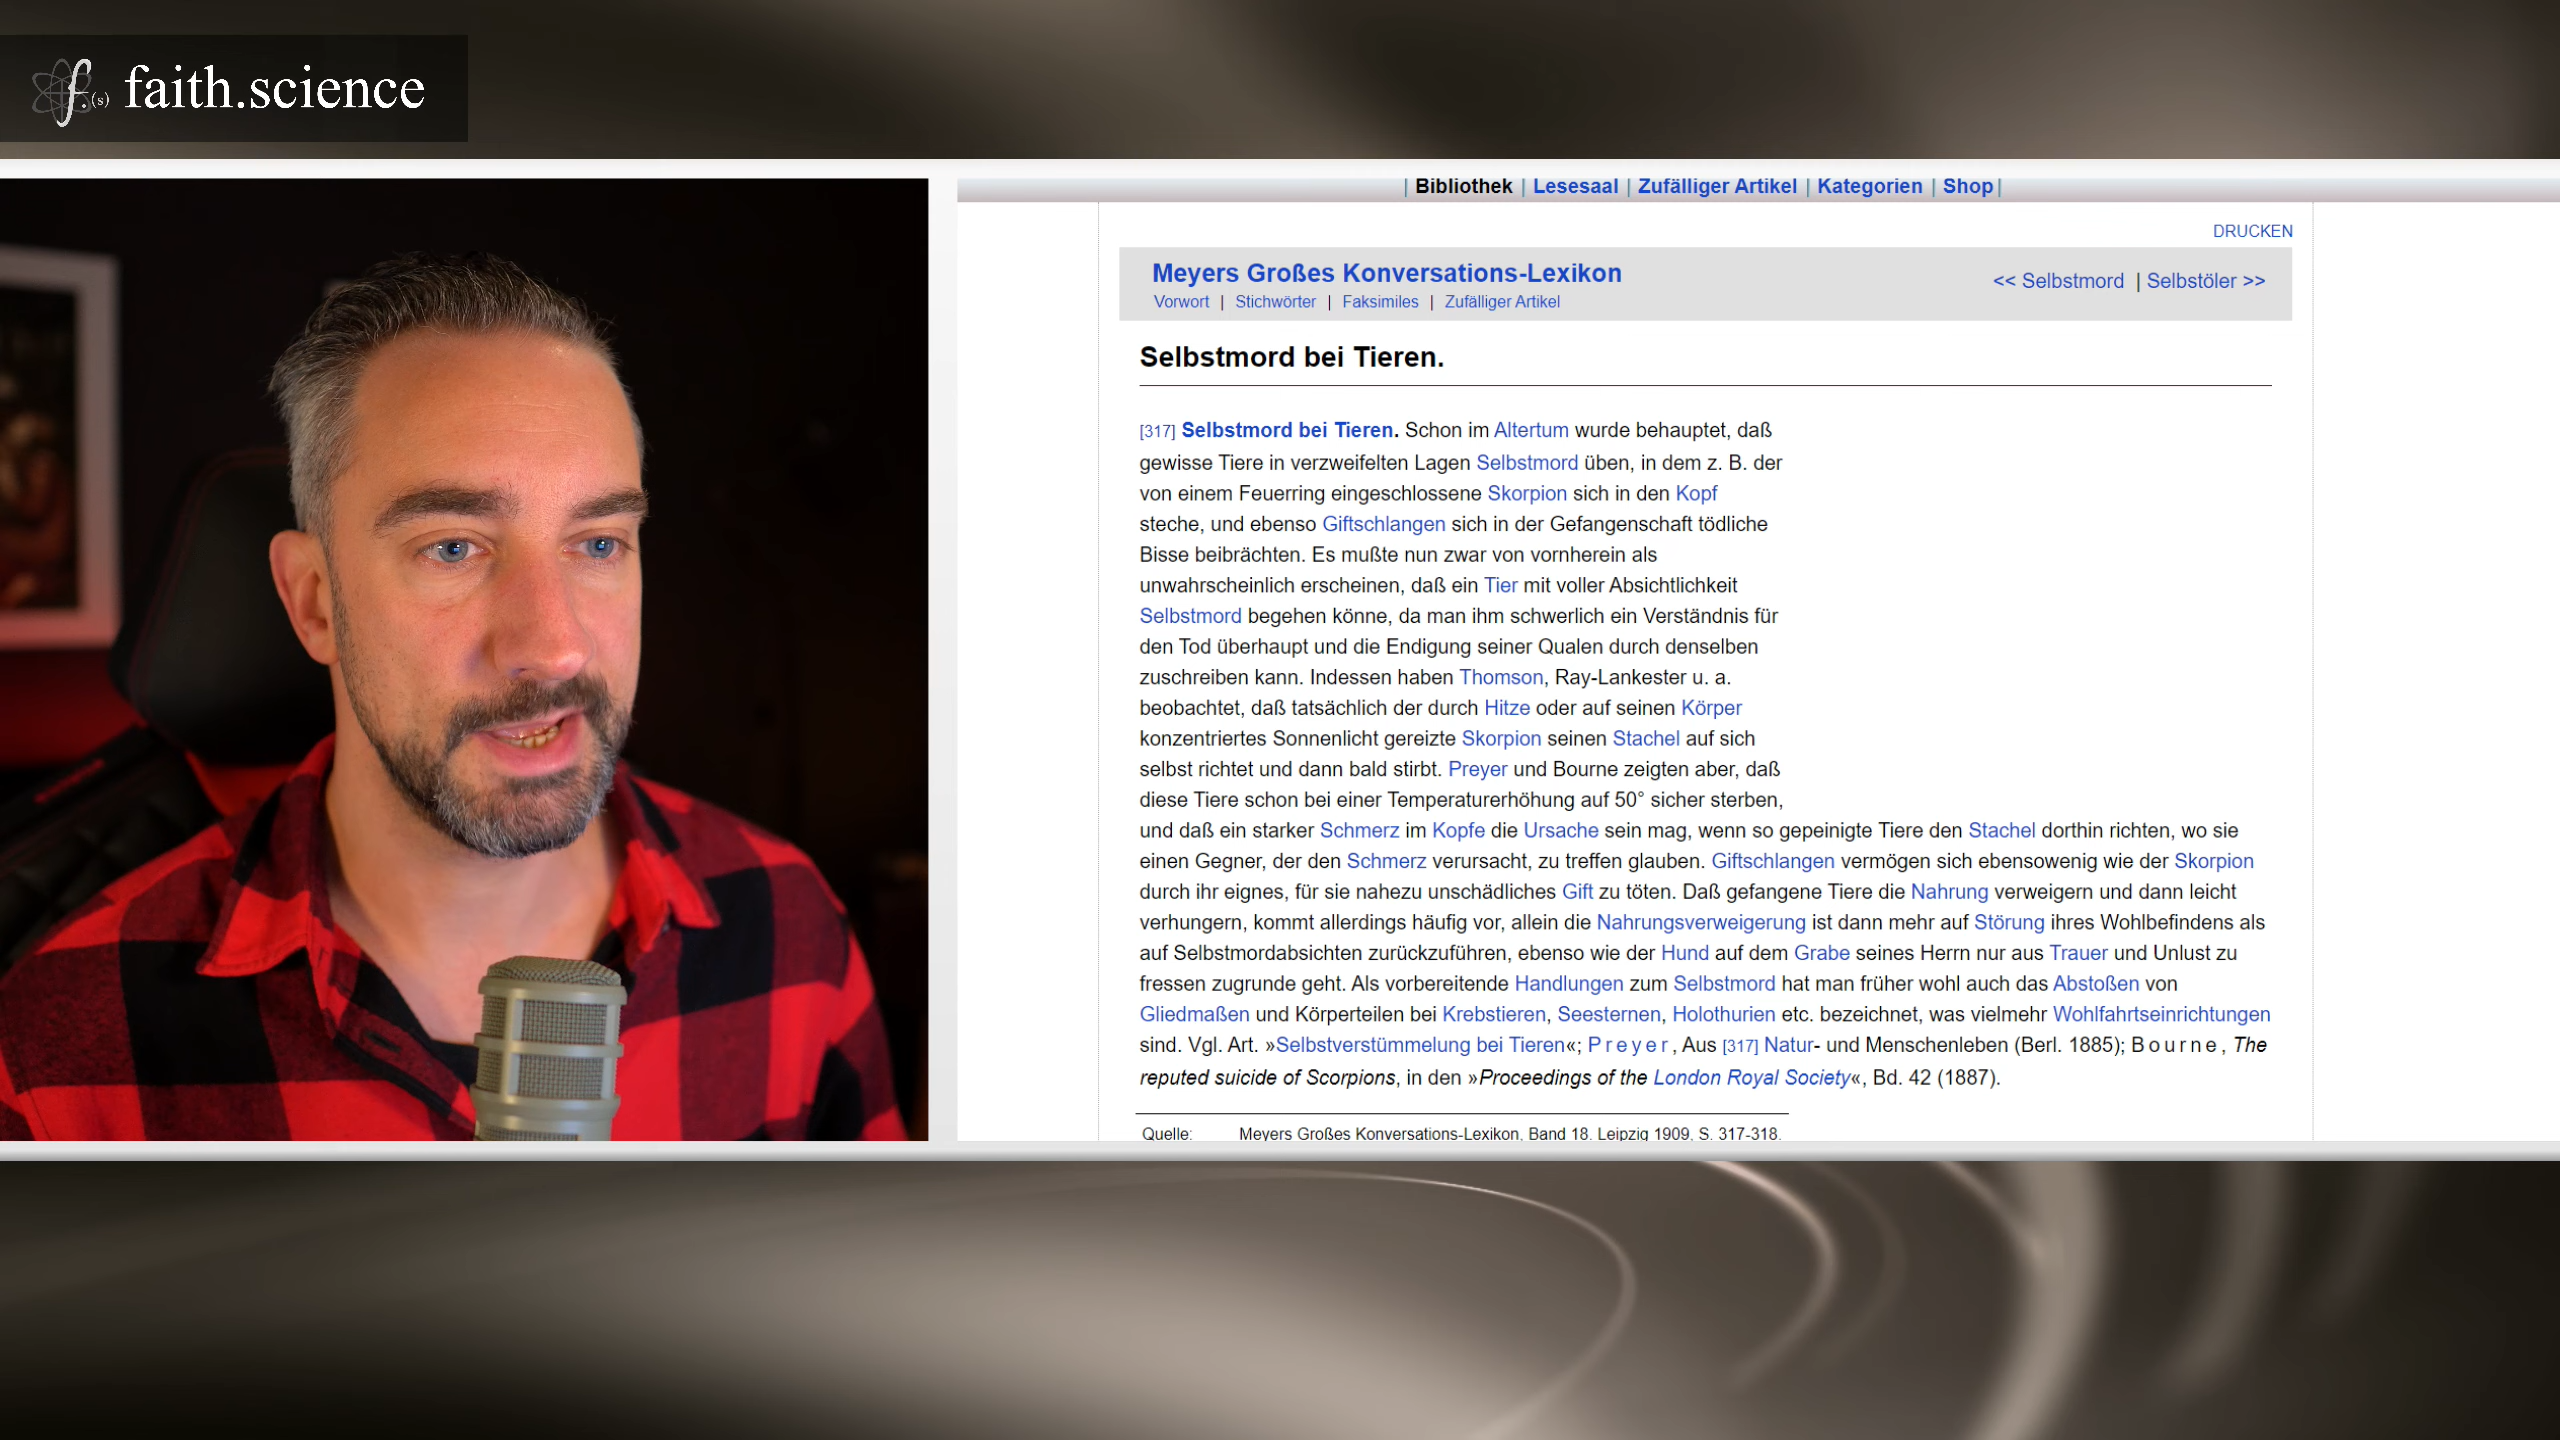 f.(s) faith.science
| Bibliothek | Lesesaal | Zufälliger Artikel | Kategorien | Shop |
DRUCKEN
Meyers Großes Konversations-Lexikon
<< Selbstmord | Selbstöler >>
Vorwort | Stichwörter | Faksimiles | Zufälliger Artikel
Selbstmord bei Tieren.
[317] Selbstmord bei Tieren. Schon im Altertum wurde behauptet, daß
gewisse Tiere in verzweifelten Lagen Selbstmord üben, in dem z. B. der
von einem Feuerring eingeschlossene Skorpion sich in den Kopf
steche, und ebenso Giftschlangen sich in der Gefangenschaft tödliche
Bisse beibrächten. Es mußte nun zwar von vornherein als
unwahrscheinlich erscheinen, daß ein Tier mit voller Absichtlichkeit
Selbstmord begehen könne, da man ihm schwerlich ein Verständnis für
den Tod überhaupt und die Endigung seiner Qualen durch denselben
zuschreiben kann. Indessen haben Thomson, Ray-Lankester u. a.
beobachtet, daß tatsächlich der durch Hitze oder auf seinen Körper
konzentriertes Sonnenlicht gereizte Skorpion seinen Stachel auf sich
selbst richtet und dann bald stirbt. Preyer und Bourne zeigten aber, daß
diese Tiere schon bei einer Temperaturerhöhung auf 50° sicher sterben,
und daß ein starker Schmerz im Kopfe die Ursache sein mag, wenn so gepeinigte Tiere den Stachel dorthin richten, wo sie
einen Gegner, der den Schmerz verursacht, zu treffen glauben. Giftschlangen vermögen sich ebensowenig wie der Skorpion
durch ihr eignes, für sie nahezu unschädliches Gift zu töten. Daß gefangene Tiere die Nahrung verweigern und dann leicht
verhungern, kommt allerdings häufig vor, allein die Nahrungsverweigerung ist dann mehr auf Störung ihres Wohlbefindens als
auf Selbstmordabsichten zurückzuführen, ebenso wie der Hund auf dem Grabe seines Herrn nur aus Trauer und Unlust zu
fressen zugrunde geht. Als vorbereitende Handlungen zum Selbstmord hat man früher wohl auch das Abstoßen von
Gliedmaßen und Körperteilen bei Krebstieren, Seesternen, Holothurien etc. bezeichnet, was vielmehr Wohlfahrtseinrichtungen
sind. Vgl. Art. »Selbstverstümmelung bei Tieren«; Preyer, Aus [317] Natur- und Menschenleben (Berl. 1885); Bourne, The
reputed suicide of Scorpions, in den »Proceedings of the London Royal Society«, Bd. 42 (1887).
Quelle: Meyers Großes Konversations-Lexikon, Band 18. Leipzig 1909, S. 317-318.